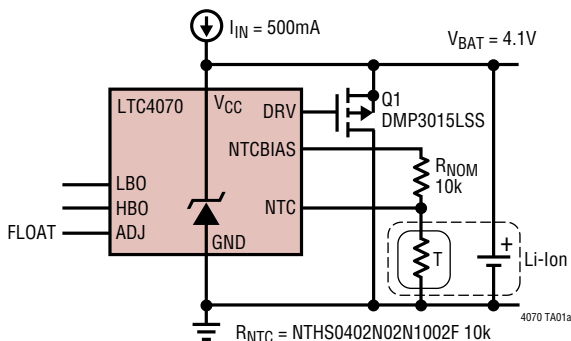 I_IN = 500mA
V_BAT = 4.1V
LTC4070
V_CC
DRV
Q1
DMP3015LSS
NTCBIAS
R_NOM
10k
LBO
HBO
NTC
FLOAT
ADJ
GND
T
+
Li-Ion
4070 TA01a
R_NTC = NTHS0402N02N1002F 10k